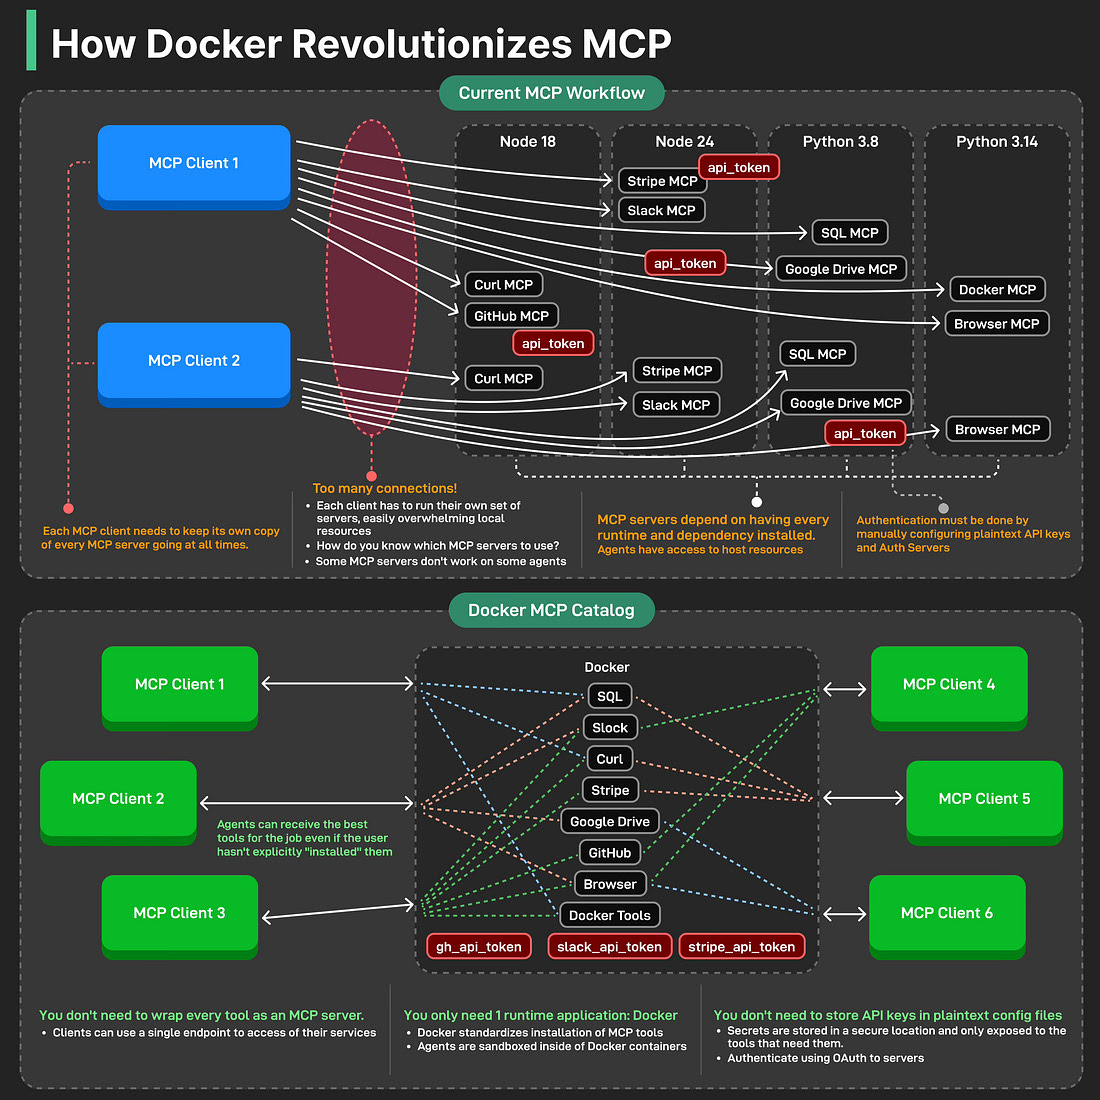 How Docker Revolutionizes MCP
Current MCP Workflow
MCP Client 1
MCP Client 2
Node 18
Node 24
Python 3.8
Python 3.14
Stripe MCP
api_token
Slack MCP
SQL MCP
api_token
Google Drive MCP
Curl MCP
Docker MCP
GitHub MCP
Browser MCP
api_token
SQL MCP
Curl MCP
Stripe MCP
Slack MCP
Google Drive MCP
api_token
Browser MCP
Each MCP client needs to keep its own copy
of every MCP server going at all times.
Too many connections!
• Each client has to run their own set of
servers, easily overwhelming local
resources
• How do you know which MCP servers to use?
• Some MCP servers don't work on some agents
MCP servers depend on having every
runtime and dependency installed.
Agents have access to host resources
Authentication must be done by
manually configuring plaintext API keys
and Auth Servers
Docker MCP Catalog
MCP Client 1
MCP Client 2
Agents can receive the best
tools for the job even if the user
hasn't explicitly "installed" them
MCP Client 3
Docker
SQL
Slock
Curl
Stripe
Google Drive
GitHub
Browser
Docker Tools
gh_api_token
slack_api_token
stripe_api_token
MCP Client 4
MCP Client 5
MCP Client 6
You don't need to wrap every tool as an MCP server.
• Clients can use a single endpoint to access of their services
You only need 1 runtime application: Docker
• Docker standardizes installation of MCP tools
• Agents are sandboxed inside of Docker containers
You don't need to store API keys in plaintext config files
• Secrets are stored in a secure location and only exposed to the
tools that need them.
• Authenticate using OAuth to servers